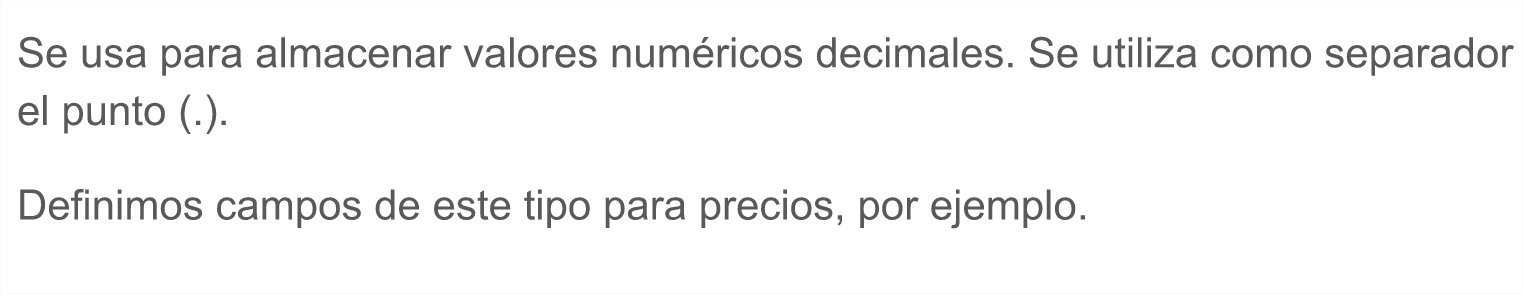 Se usa para almacenar valores numéricos decimales. Se utiliza como separador
el punto (.).
Definimos campos de este tipo para precios, por ejemplo.